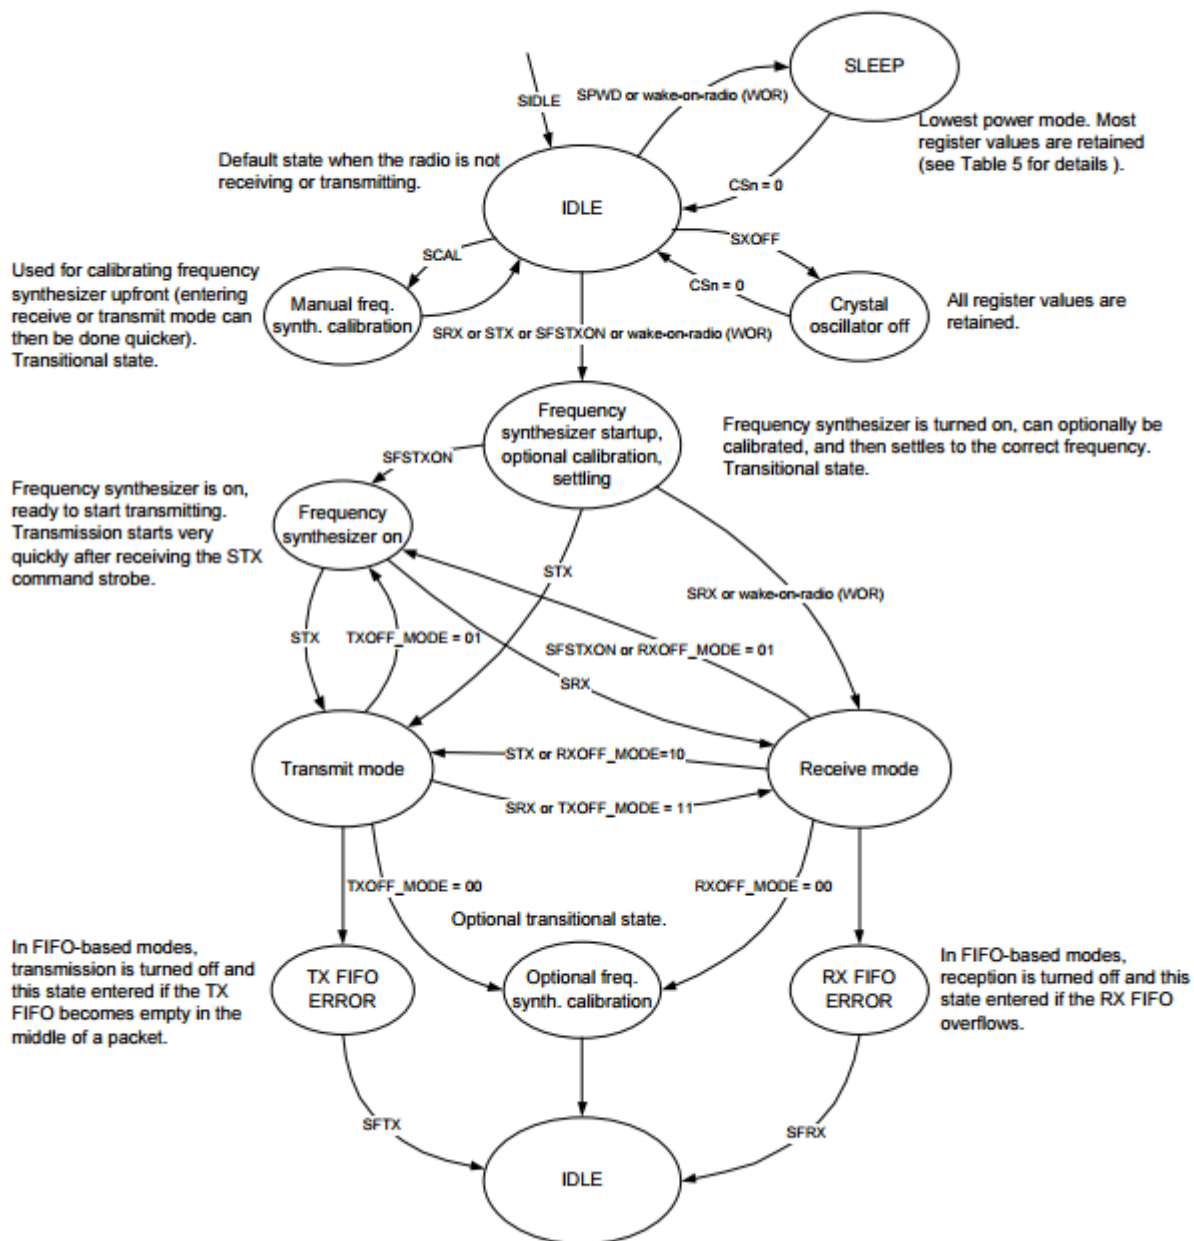 SLEEP
SIDLE
SPWD or wake-on-radio (WOR)
Lowest power mode. Most
register values are retained
(see Table 5 for details ).
Default state when the radio is not
receiving or transmitting.
CSn = 0
IDLE
SCAL
SXOFF
Used for calibrating frequency
synthesizer upfront (entering
receive or transmit mode can
then be done quicker).
Transitional state.
Manual freq.
synth. calibration
CSn = 0
Crystal
oscillator off
All register values are
retained.
SRX or STX or SFSTXON or wake-on-radio (WOR)
Frequency
synthesizer startup,
optional calibration,
settling
Frequency synthesizer is turned on, can optionally be
calibrated, and then settles to the correct frequency.
Transitional state.
SFSTXON
Frequency synthesizer is on,
ready to start transmitting.
Transmission starts very
quickly after receiving the STX
command strobe.
Frequency
synthesizer on
STX
SRX or wake-on-radio (WOR)
STX
TXOFF_MODE = 01
SFSTXON or RXOFF_MODE = 01
SRX
Transmit mode
STX or RXOFF_MODE=10
Receive mode
SRX or TXOFF_MODE = 11
TXOFF_MODE = 00
RXOFF_MODE = 00
Optional transitional state.
In FIFO-based modes,
transmission is turned off and
this state entered if the TX
FIFO becomes empty in the
middle of a packet.
TX FIFO
ERROR
Optional freq.
synth. calibration
RX FIFO
ERROR
In FIFO-based modes,
reception is turned off and this
state entered if the RX FIFO
overflows.
SFTX
SFRX
IDLE